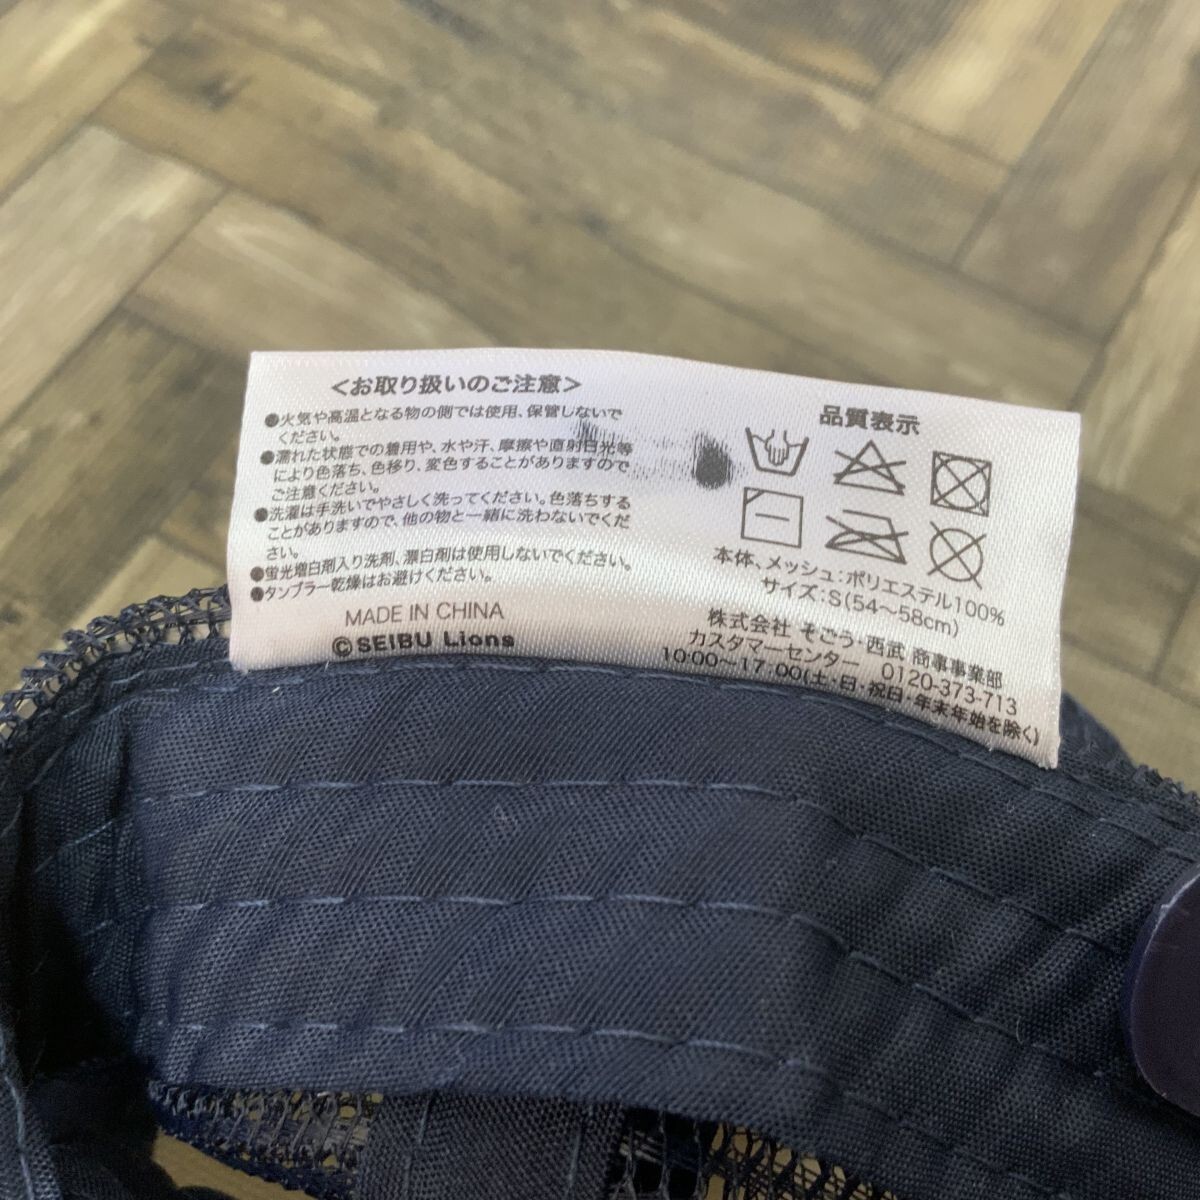 <お取り扱いのご注意>
●火気や高温となる物の側では使用、保管しないで
ください。
●濡れた状態での着用や、水や汗、摩擦や直射日光等
により色落ち、色移り、変色することがありますので
ご注意ください。
●洗濯は手洗いでやさしく洗ってください。色落ちする
ことがありますので、他の物と一緒に洗わないでくだ
さい。
●蛍光増白剤入り洗剤、漂白剤は使用しないでください。
●タンブラー乾燥はお避けください。
MADE IN CHINA
©SEIBU Lions
品質表示
本体、メッシュ:ポリエステル100%
サイズ:S(54〜58cm)
株式会社 そごう・西武 商事事業部
カスタマーセンター 0120-373-713
10:00〜17:00(土・日・祝日・年末年始を除く)